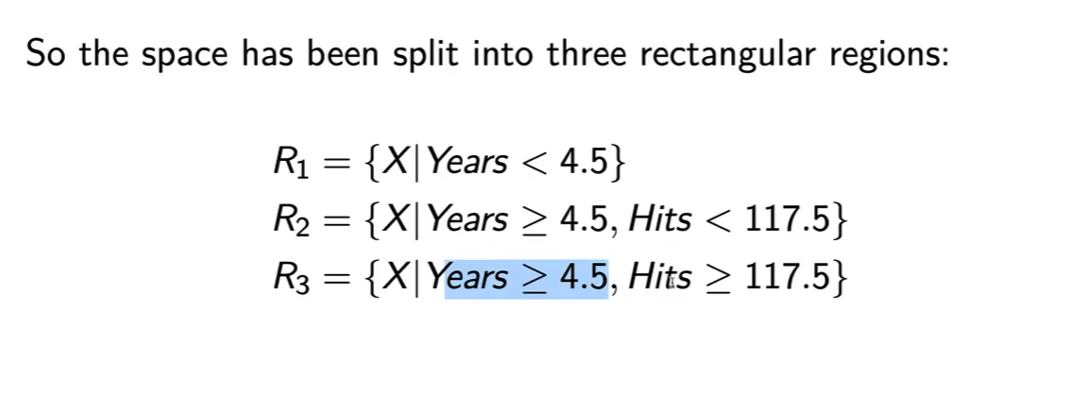 So the space has been split into three rectangular regions:
R₁ = {X|Years < 4.5}
R₂ = {X|Years ≥ 4.5, Hits < 117.5}
R₃ = {X|Years ≥ 4.5, Hits ≥ 117.5}